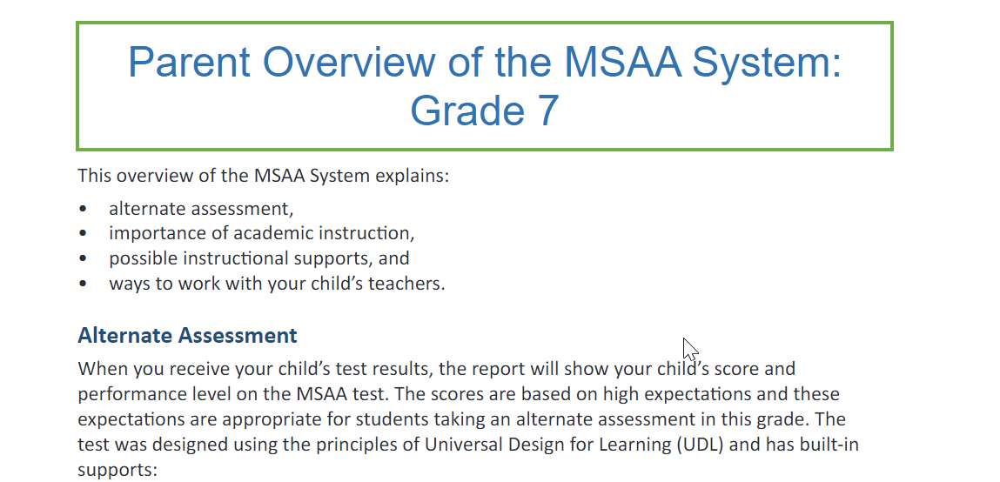 Parent Overview of the MSAA System:
Grade 7
This overview of the MSAA System explains:
• alternate assessment,
• importance of academic instruction,
• possible instructional supports, and
• ways to work with your child’s teachers.
Alternate Assessment
When you receive your child’s test results, the report will show your child’s score and
performance level on the MSAA test. The scores are based on high expectations and these
expectations are appropriate for students taking an alternate assessment in this grade. The
test was designed using the principles of Universal Design for Learning (UDL) and has built-in
supports: